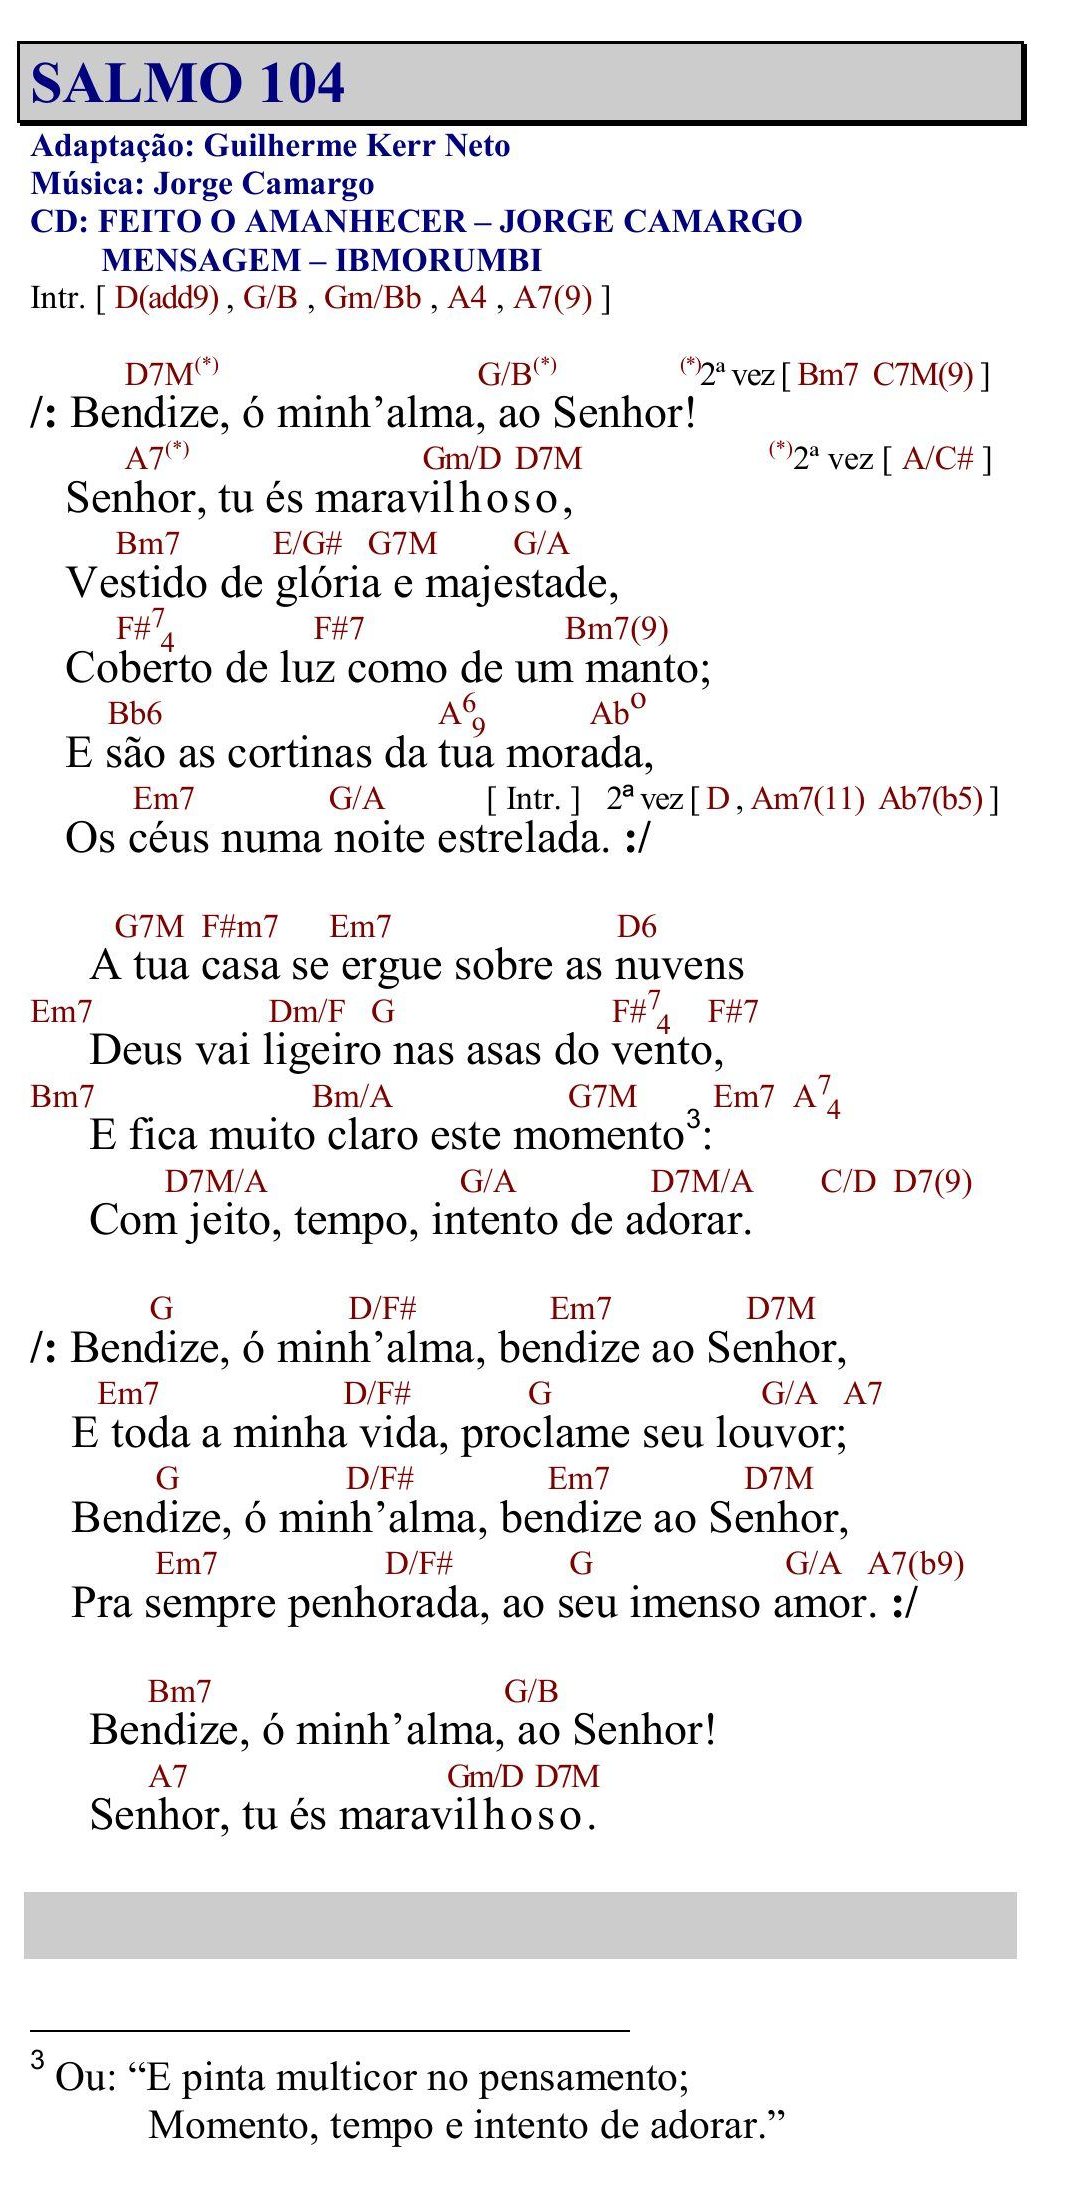 SALMO 104
Adaptação: Guilherme Kerr Neto
Música: Jorge Camargo
CD: FEITO O AMANHECER – JORGE CAMARGO
MENSAGEM – IBMORUMBI
Intr. [ D(add9) , G/B , Gm/Bb , A4 , A7(9) ]
D7M(*) G/B(*) (*)2ª vez [ Bm7 C7M(9) ]
/: Bendize, ó minh’alma, ao Senhor!
A7(*) Gm/D D7M (*)2ª vez [ A/C# ]
Senhor, tu és maravilhoso,
Bm7 E/G# G7M G/A
Vestido de glória e majestade,
F#7 4 F#7 Bm7(9)
Coberto de luz como de um manto;
Bb6 A6 9 Abº
E são as cortinas da tua morada,
Em7 G/A [ Intr. ] 2ª vez [ D , Am7(11) Ab7(b5) ]
Os céus numa noite estrelada. :/
G7M F#m7 Em7 D6
A tua casa se ergue sobre as nuvens
Em7 Dm/F G F#7 4 F#7
Deus vai ligeiro nas asas do vento,
Bm7 Bm/A G7M Em7 A7 4
E fica muito claro este momento3:
D7M/A G/A D7M/A C/D D7(9)
Com jeito, tempo, intento de adorar.
G D/F# Em7 D7M
/: Bendize, ó minh’alma, bendize ao Senhor,
Em7 D/F# G G/A A7
E toda a minha vida, proclame seu louvor;
G D/F# Em7 D7M
Bendize, ó minh’alma, bendize ao Senhor,
Em7 D/F# G G/A A7(b9)
Pra sempre penhorada, ao seu imenso amor. :/
Bm7 G/B
Bendize, ó minh’alma, ao Senhor!
A7 Gm/D D7M
Senhor, tu és maravilhoso.
3 Ou: “E pinta multicor no pensamento;
Momento, tempo e intento de adorar.”